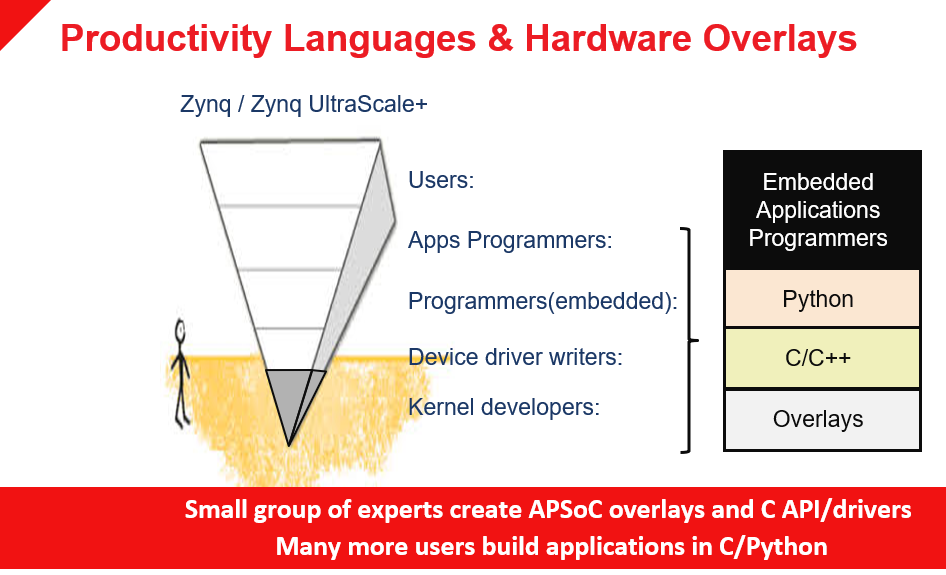 Productivity Languages & Hardware Overlays
Zynq / Zynq UltraScale+
Users:
Apps Programmers:
Programmers(embedded):
Device driver writers:
Kernel developers:
Embedded
Applications
Programmers
Python
C/C++
Overlays
Small group of experts create APSoC overlays and C API/drivers
Many more users build applications in C/Python